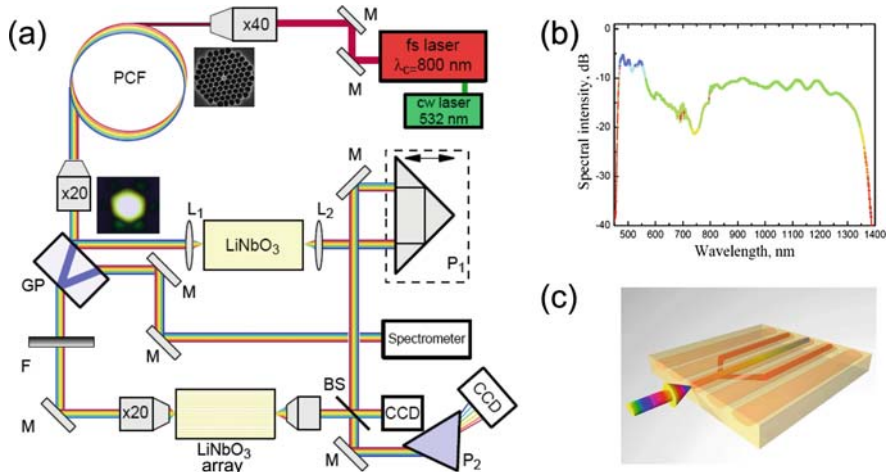 (a)
x40
M
fs laser
λc=800 nm
M
cw laser
532 nm
PCF
x20
L1
L2
M
LiNbO3
P1
GP
M
M
Spectrometer
F
M
x20
LiNbO3
array
BS
CCD
CCD
M
P2
(b)
Spectral intensity, dB
0
-10
-20
-30
-40
500 600 700 800 900 1000 1100 1200 1300 1400
Wavelength, nm
(c)